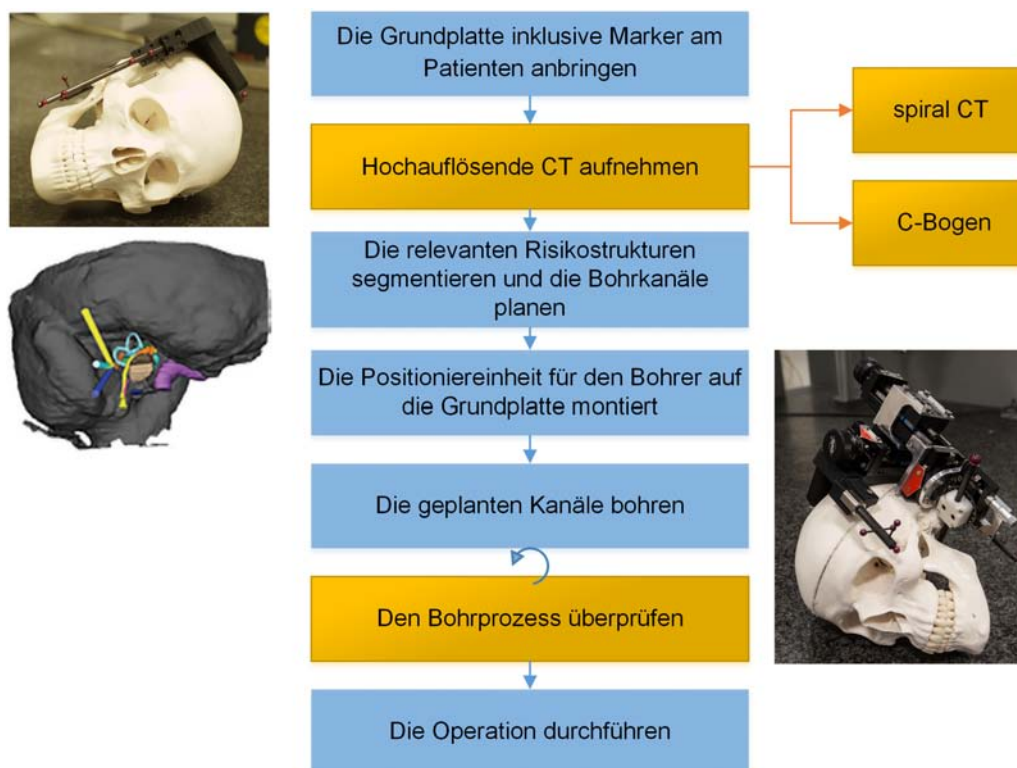 Die Grundplatte inklusive Marker am
Patienten anbringen
Hochauflösende CT aufnehmen
spiral CT
C-Bogen
Die relevanten Risikostrukturen
segmentieren und die Bohrkanäle
planen
Die Positioniereinheit für den Bohrer auf
die Grundplatte montiert
Die geplanten Kanäle bohren
Den Bohrprozess überprüfen
Die Operation durchführen